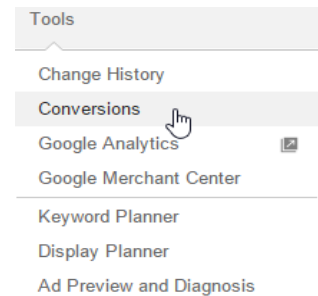 Tools
Change History
Conversions
Google Analytics
Google Merchant Center
Keyword Planner
Display Planner
Ad Preview and Diagnosis